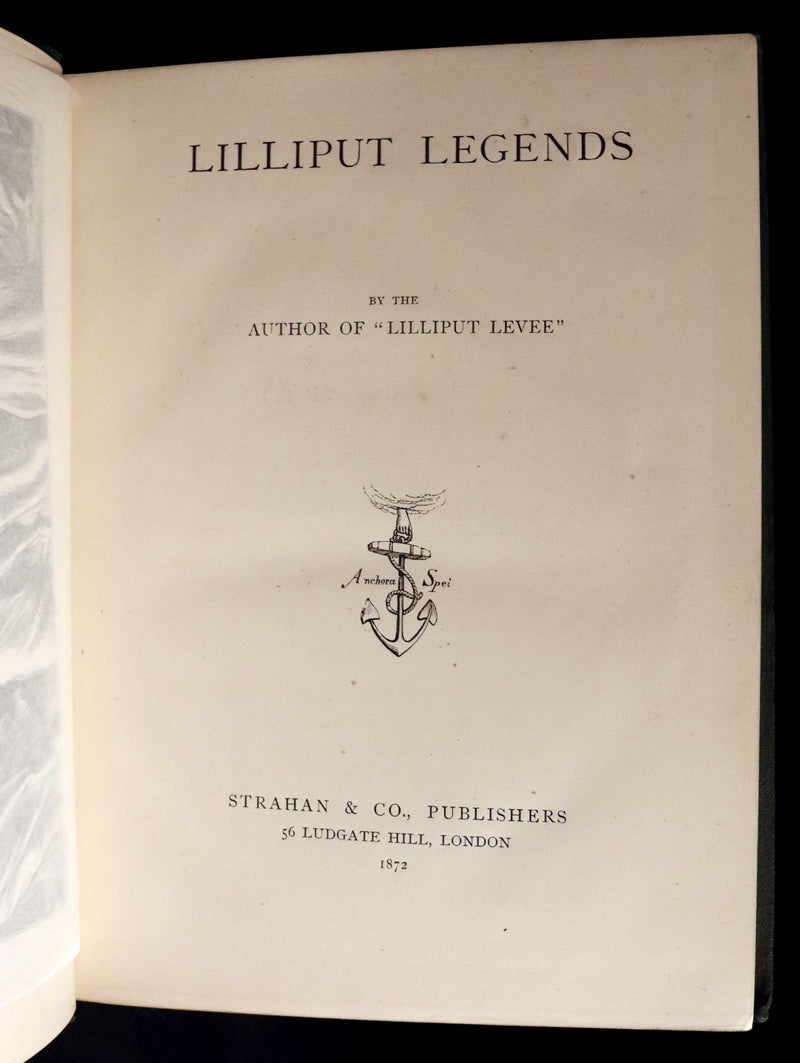 LILLIPUT LEGENDS
BY THE
AUTHOR OF "LILLIPUT LEVEE"
Anchora Spei
STRAHAN & CO., PUBLISHERS
56 LUDGATE HILL, LONDON
1872